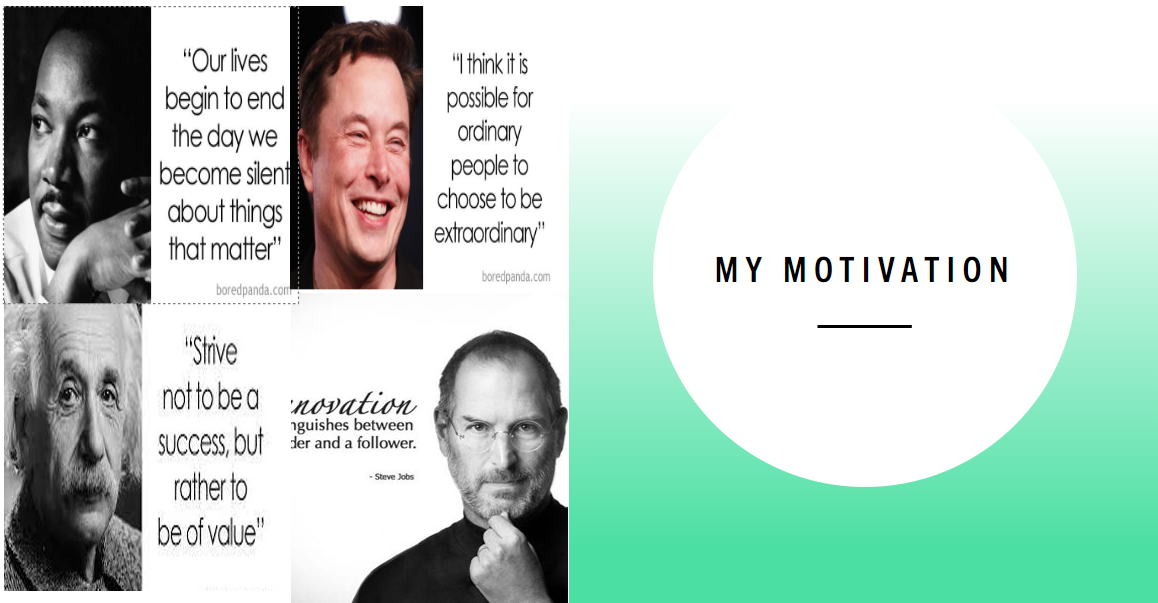 “Our lives
begin to end
the day we
become silent
about things
that matter”
boredpanda.com
“I think it is
possible for
ordinary
people to
choose to be
extraordinary”
boredpanda.com
“Strive
not to be a
success, but
rather to
be of value”
nnovation
nguishes between
der and a follower.
- Steve Jobs
MY MOTIVATION